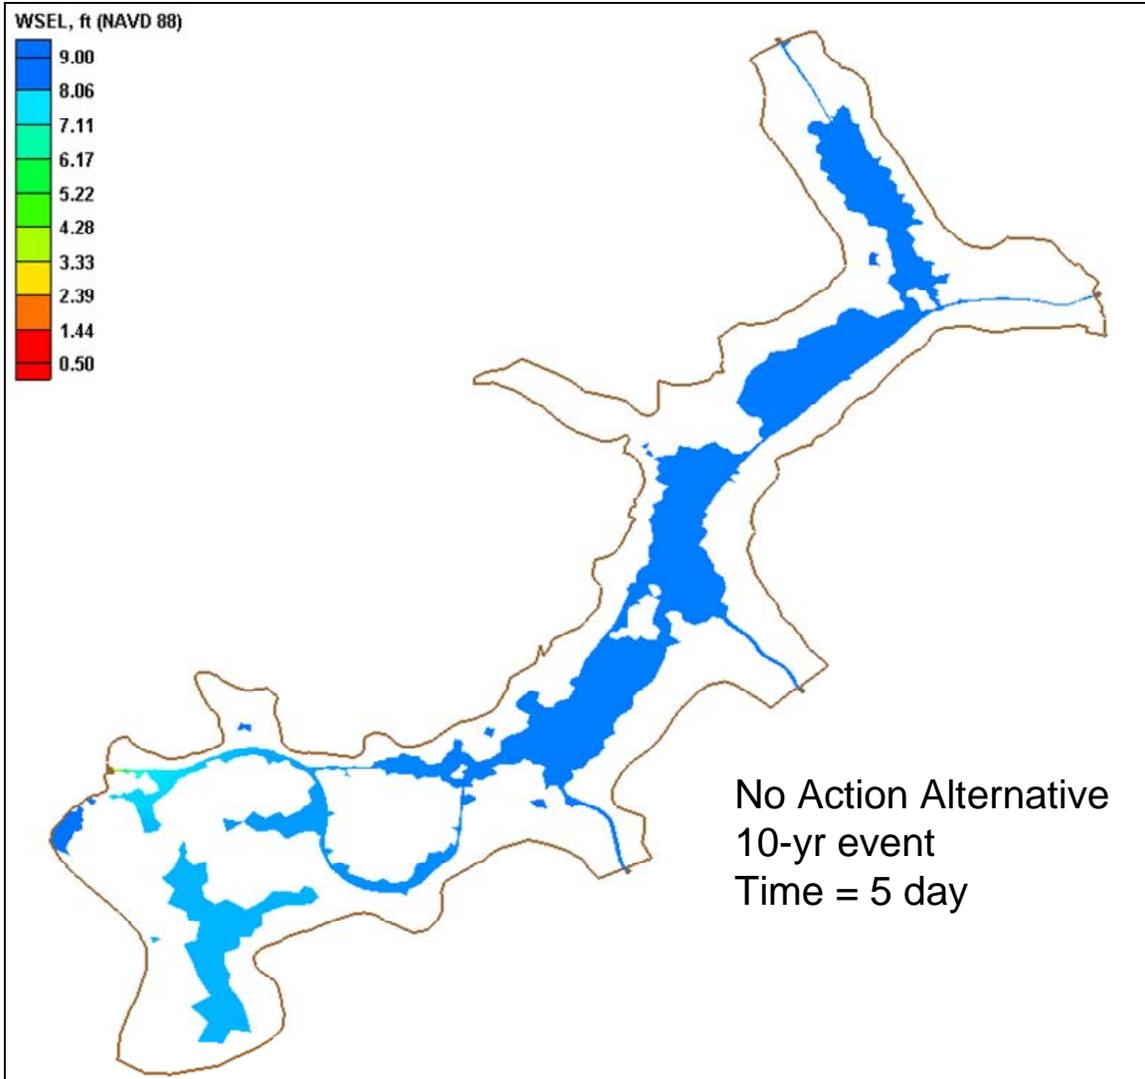 WSEL, ft (NAVD 88)
9.00
8.06
7.11
6.17
5.22
4.28
3.33
2.39
1.44
0.50
No Action Alternative
10-yr event
Time = 5 day